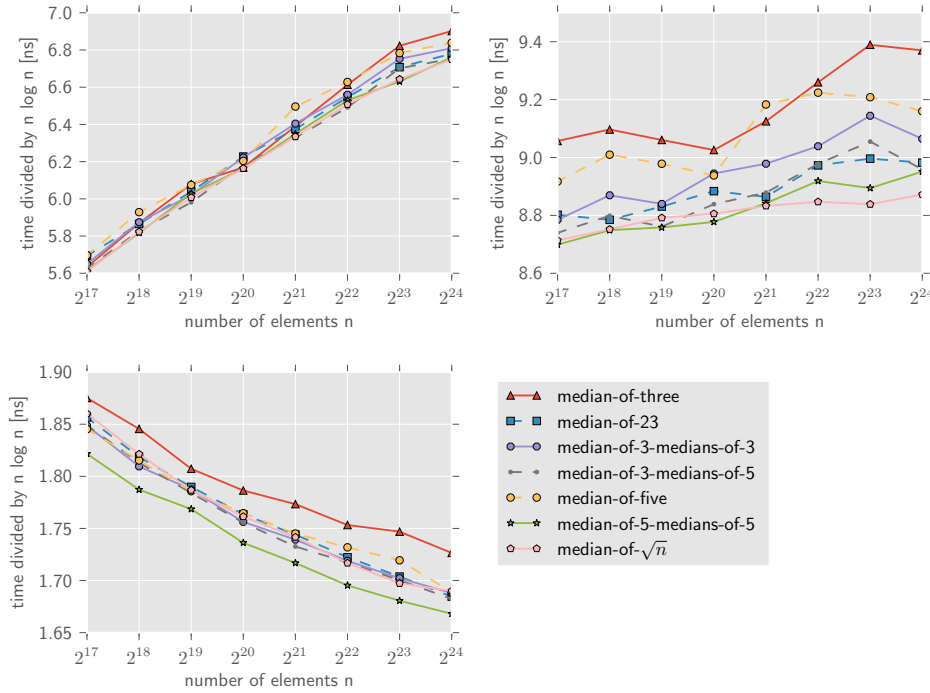 7.0
6.8
6.6
6.4
6.2
6.0
5.8
5.6
time divided by n log n [ns]
2^17 2^18 2^19 2^20 2^21 2^22 2^23 2^24
number of elements n
9.4
9.2
9.0
8.8
8.6
time divided by n log n [ns]
2^17 2^18 2^19 2^20 2^21 2^22 2^23 2^24
number of elements n
1.90
1.85
1.80
1.75
1.70
1.65
time divided by n log n [ns]
2^17 2^18 2^19 2^20 2^21 2^22 2^23 2^24
number of elements n
median-of-three
median-of-23
median-of-3-medians-of-3
median-of-3-medians-of-5
median-of-five
median-of-5-medians-of-5
median-of-√n